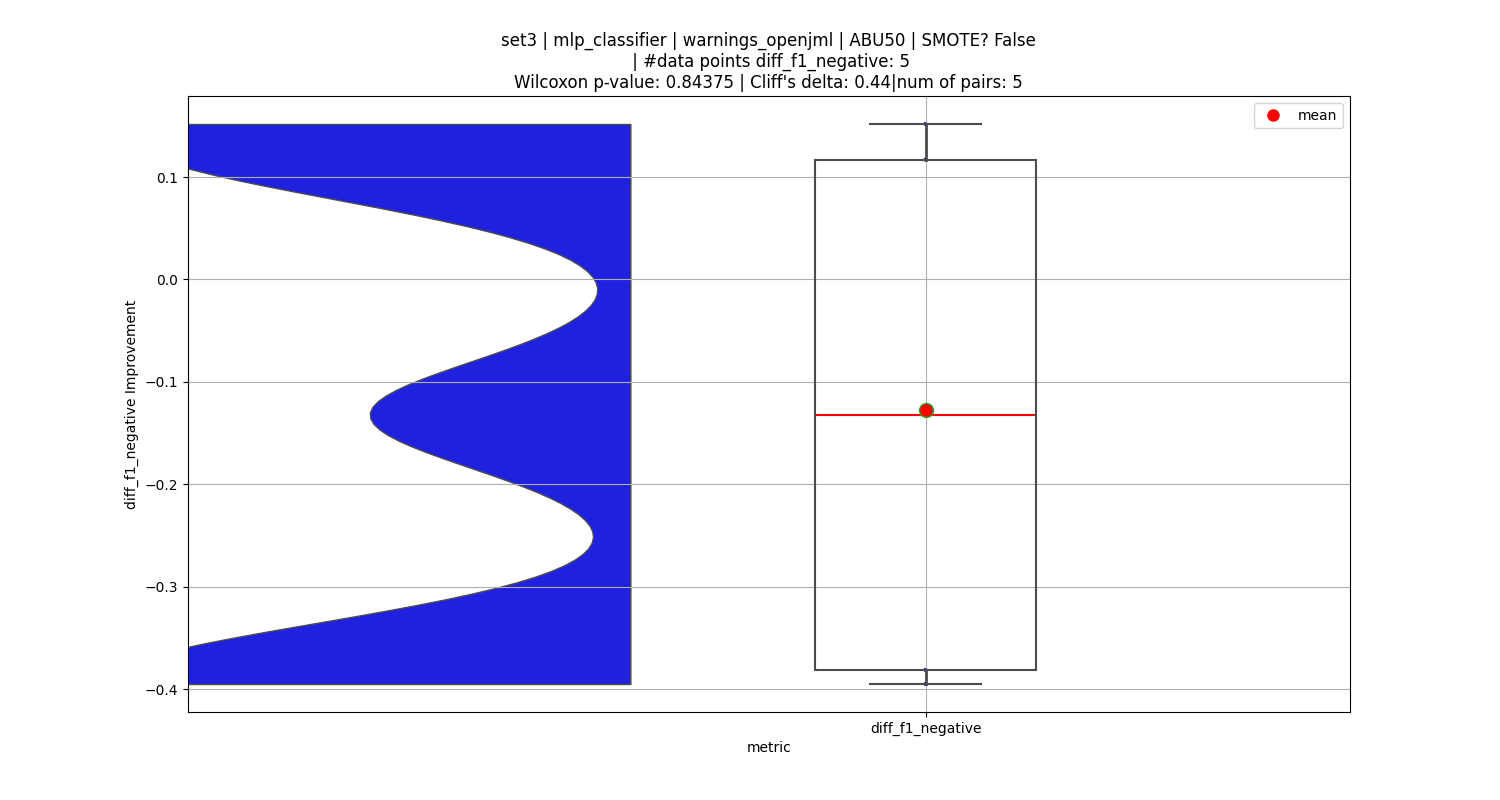 set3 | mlp_classifier | warnings_openjml | ABU50 | SMOTE? False
| #data points diff_f1_negative: 5
Wilcoxon p-value: 0.84375 | Cliff's delta: 0.44|num of pairs: 5
mean
0.1
0.0
−0.1
−0.2
−0.3
−0.4
diff_f1_negative Improvement
diff_f1_negative
metric